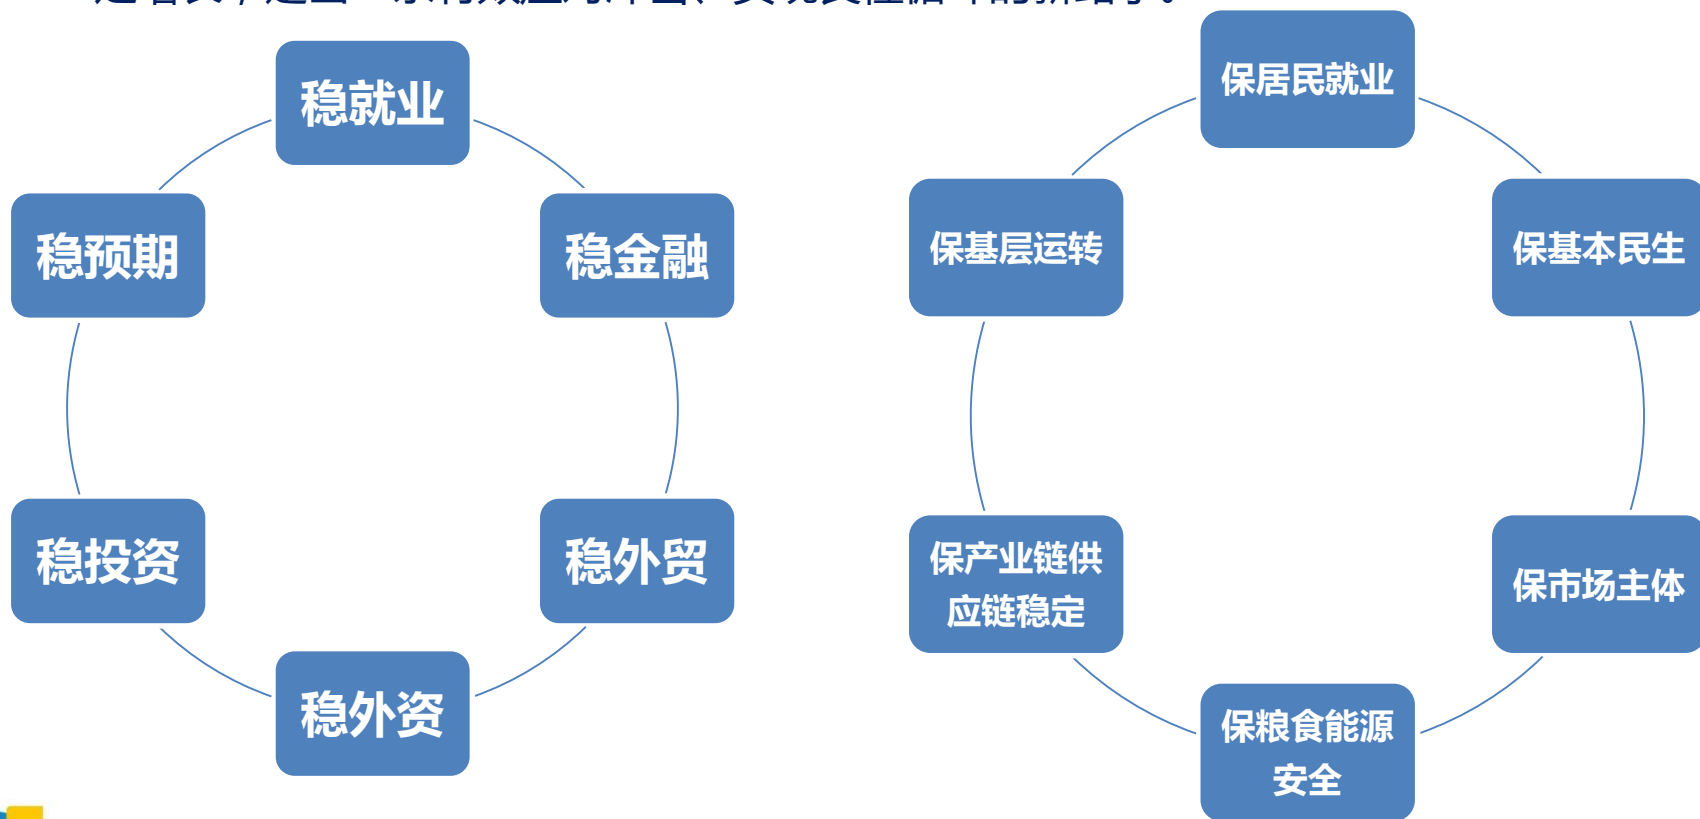 稳就业
稳金融
稳外贸
稳外资
稳投资
稳预期
保居民就业
保基本民生
保市场主体
保粮食能源
安全
保产业链供
应链稳定
保基层运转